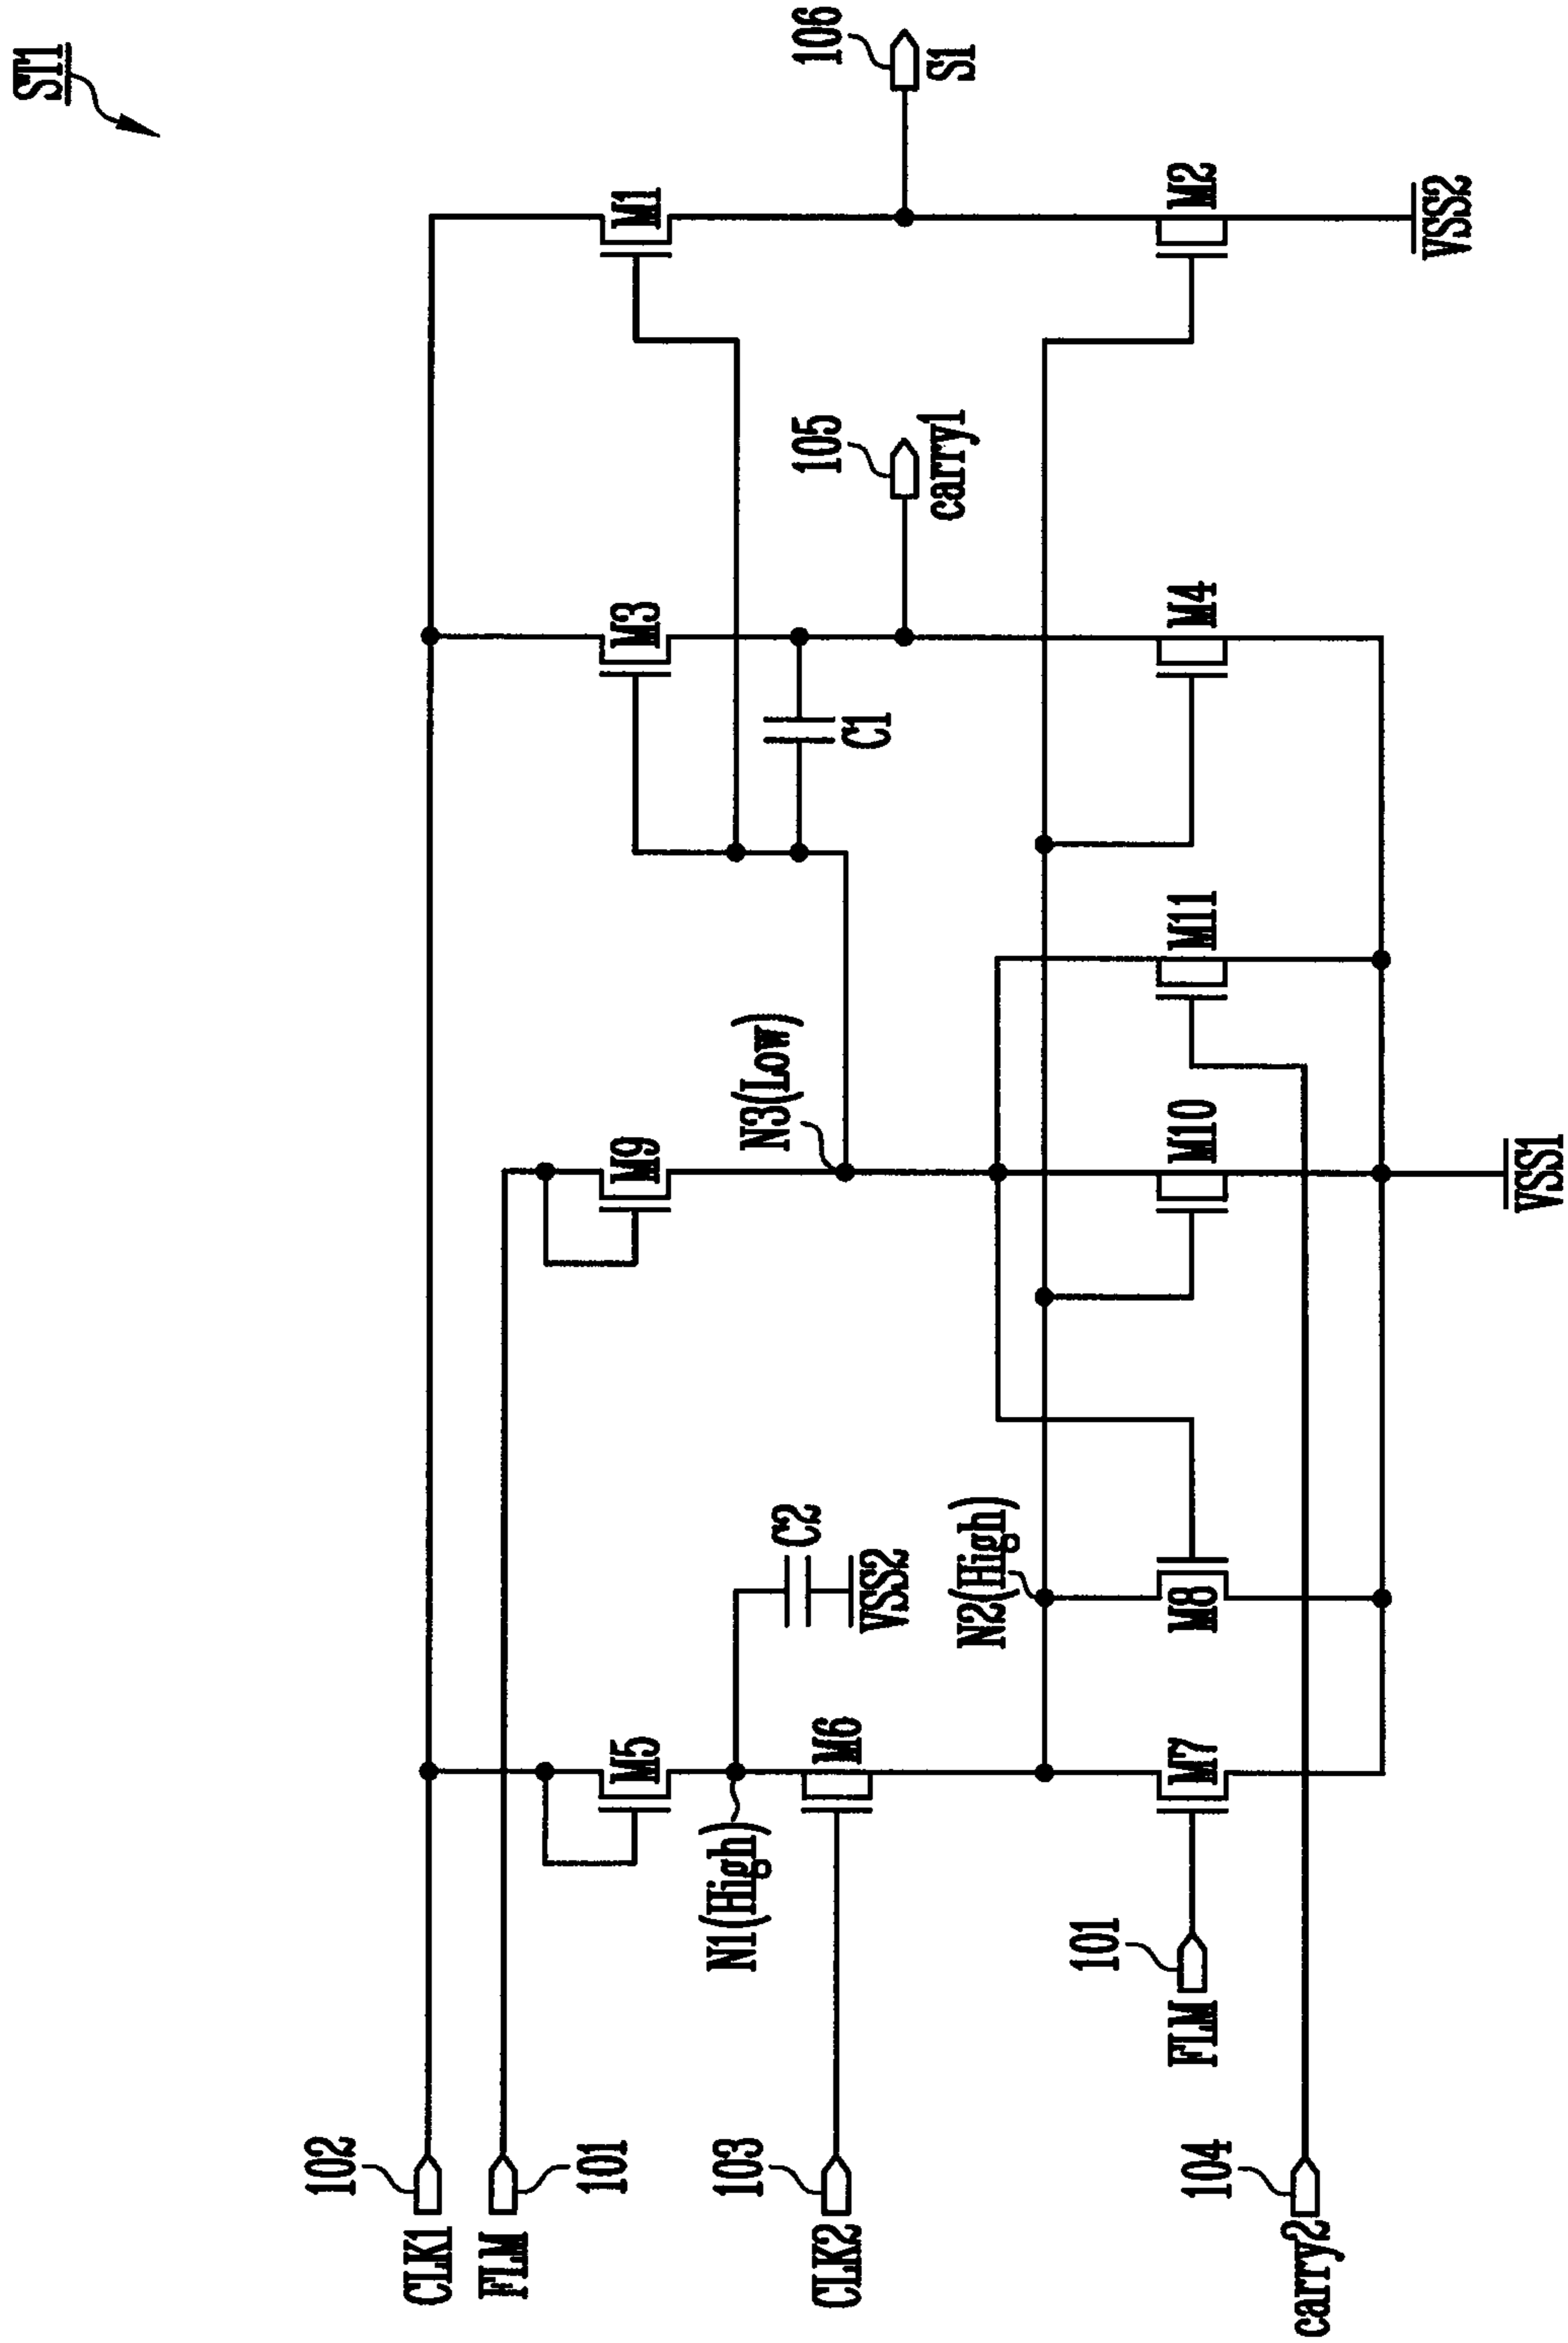 ST1
102
CLK1
FLM
101
103
CLK2
101
FLM
104
carry2
M5
N1(High)
C2
VSS2
M6
M7
N2(High)
M8
M9
N3(Low)
M10
M11
VSS1
M3
C1
105
carry1
M4
M1
106
S1
M2
VSS2